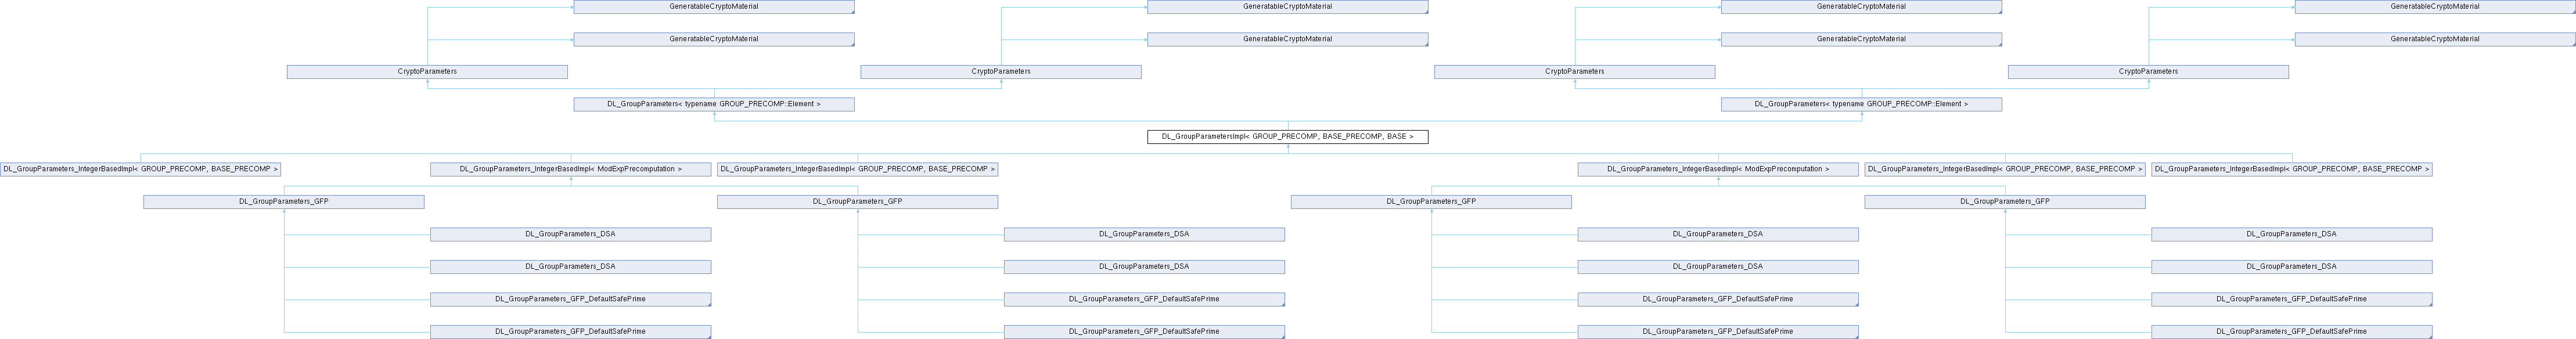 GeneratableCryptoMaterial GeneratableCryptoMaterial GeneratableCryptoMaterial GeneratableCryptoMaterial
GeneratableCryptoMaterial GeneratableCryptoMaterial GeneratableCryptoMaterial GeneratableCryptoMaterial
CryptoParameters CryptoParameters CryptoParameters CryptoParameters
DL_GroupParameters< typename GROUP_PRECOMP::Element > DL_GroupParameters< typename GROUP_PRECOMP::Element >
DL_GroupParametersImpl< GROUP_PRECOMP, BASE_PRECOMP, BASE >
DL_GroupParameters_IntegerBasedImpl< GROUP_PRECOMP, BASE_PRECOMP > DL_GroupParameters_IntegerBasedImpl< ModExpPrecomputation > DL_GroupParameters_IntegerBasedImpl< GROUP_PRECOMP, BASE_PRECOMP > DL_GroupParameters_IntegerBasedImpl< ModExpPrecomputation > DL_GroupParameters_IntegerBasedImpl< GROUP_PRECOMP, BASE_PRECOMP > DL_GroupParameters_IntegerBasedImpl< GROUP_PRECOMP, BASE_PRECOMP >
DL_GroupParameters_GFP DL_GroupParameters_GFP DL_GroupParameters_GFP DL_GroupParameters_GFP
DL_GroupParameters_DSA DL_GroupParameters_DSA DL_GroupParameters_DSA DL_GroupParameters_DSA
DL_GroupParameters_DSA DL_GroupParameters_DSA DL_GroupParameters_DSA DL_GroupParameters_DSA
DL_GroupParameters_GFP_DefaultSafePrime DL_GroupParameters_GFP_DefaultSafePrime DL_GroupParameters_GFP_DefaultSafePrime DL_GroupParameters_GFP_DefaultSafePrime
DL_GroupParameters_GFP_DefaultSafePrime DL_GroupParameters_GFP_DefaultSafePrime DL_GroupParameters_GFP_DefaultSafePrime DL_GroupParameters_GFP_DefaultSafePrime